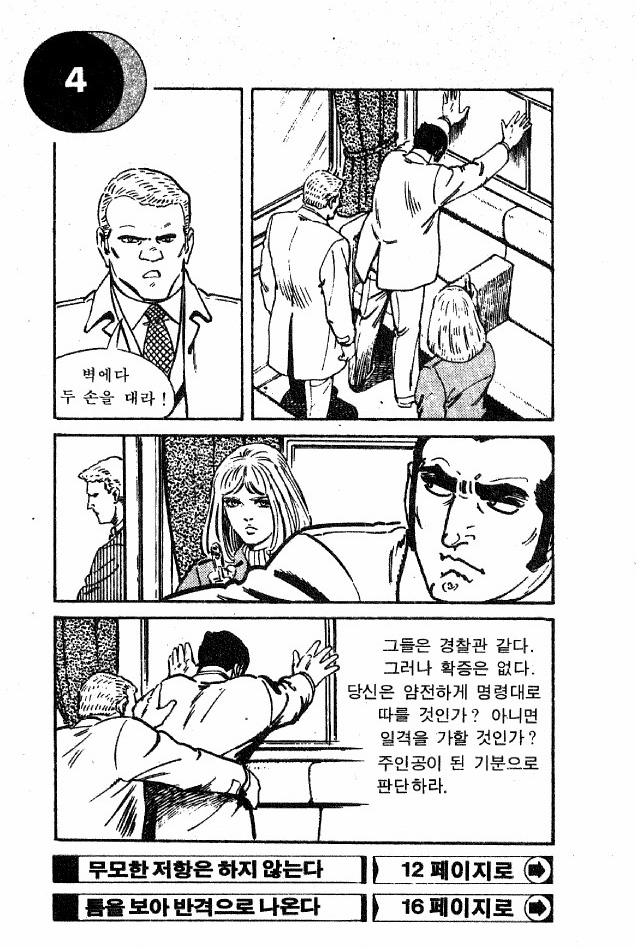 4
벽에다
두 손을 대라!
그들은 경찰관 같다.
그러나 확증은 없다.
당신은 얌전하게 명령대로
따를 것인가? 아니면
일격을 가할 것인가?
주인공이 된 기분으로
판단하라.
무모한 저항은 하지 않는다 12 페이지로
틈을 보아 반격으로 나온다 16 페이지로